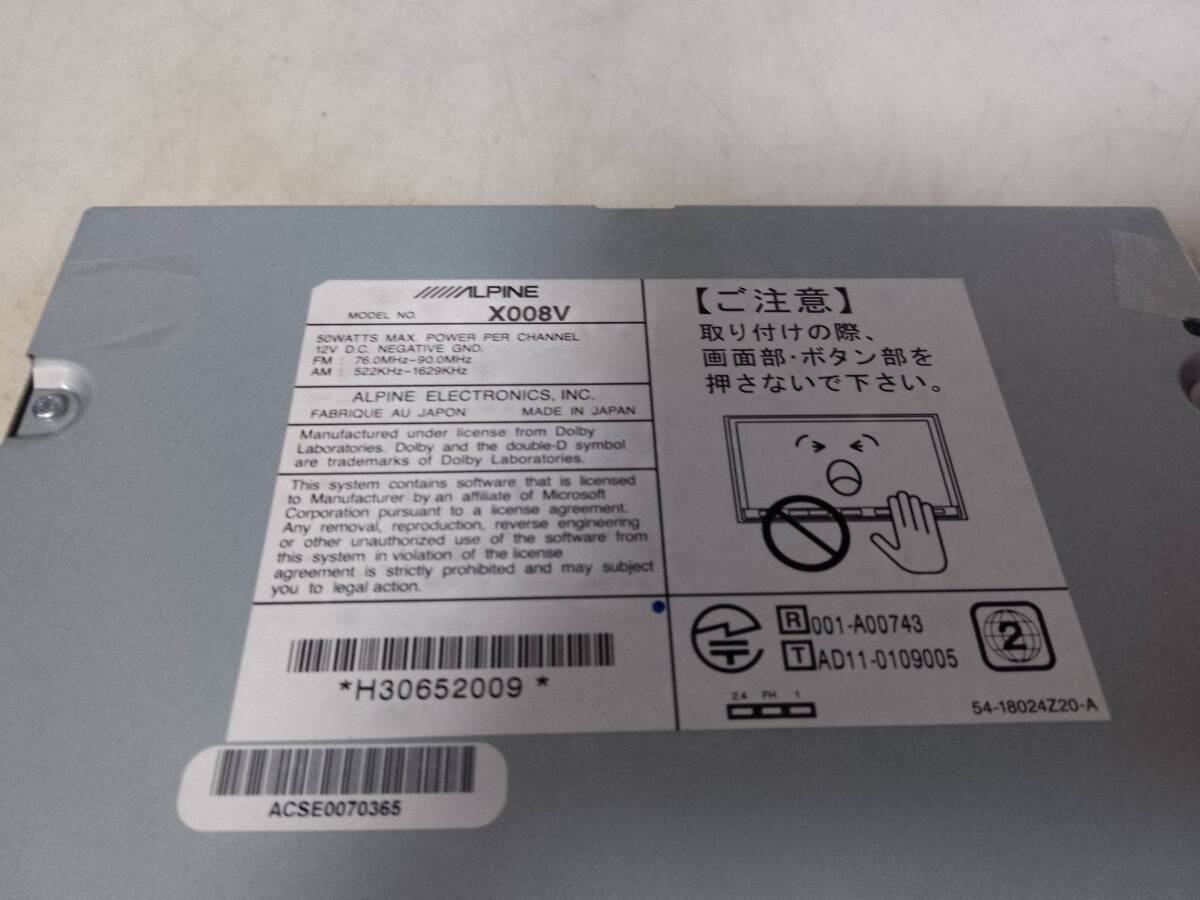 ALPINE
MODEL NO. X008V
50WATTS MAX. POWER PER CHANNEL
12V D.C. NEGATIVE GND.
FM : 76.0MHz-90.0MHz
AM : 522KHz-1629KHz
ALPINE ELECTRONICS, INC.
FABRIQUE AU JAPON MADE IN JAPAN
Manufactured under license from Dolby
Laboratories. Dolby and the double-D symbol
are trademarks of Dolby Laboratories.
This system contains software that is licensed
to Manufacturer by an affiliate of Microsoft
Corporation pursuant to a license agreement.
Any removal, reproduction, reverse engineering
or other unauthorized use of the software from
this system in violation of the license
agreement is strictly prohibited and may subject
you to legal action.
*H30652009*
【ご注意】
取り付けの際、
画面部・ボタン部を
押さないで下さい。
R 001-A00743
T AD11-0109005
2
2.4 FH 1
54-18024Z20-A
ACSE0070365